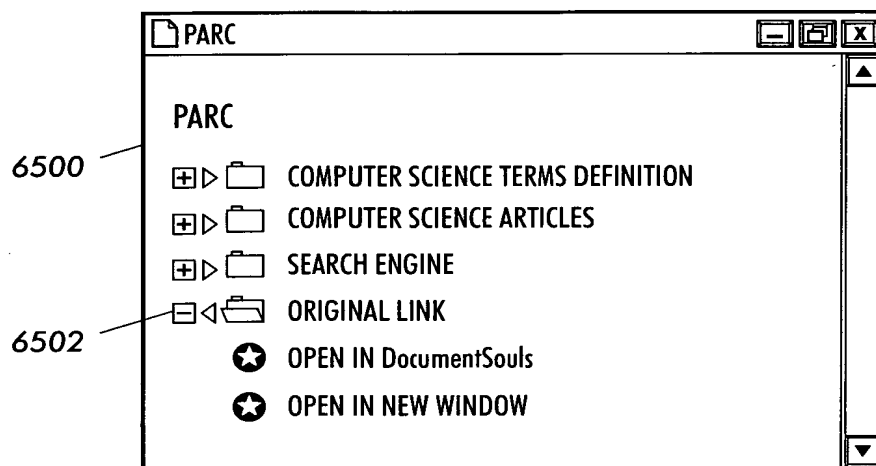 PARC
PARC
6500
COMPUTER SCIENCE TERMS DEFINITION
COMPUTER SCIENCE ARTICLES
SEARCH ENGINE
ORIGINAL LINK
6502
OPEN IN DocumentSouls
OPEN IN NEW WINDOW